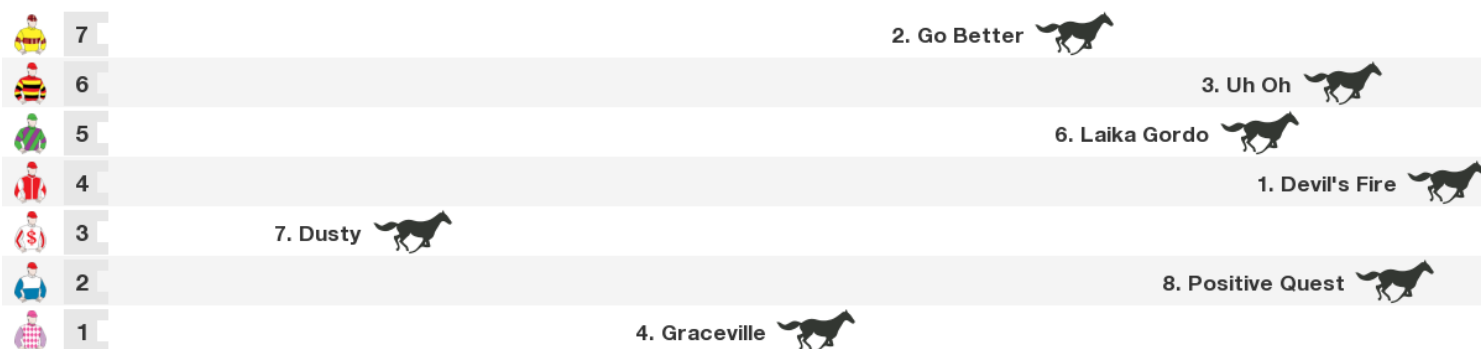 7 2. Go Better
6 3. Uh Oh
5 6. Laika Gordo
4 1. Devil's Fire
$ 3 7. Dusty
2 8. Positive Quest
1 4. Graceville